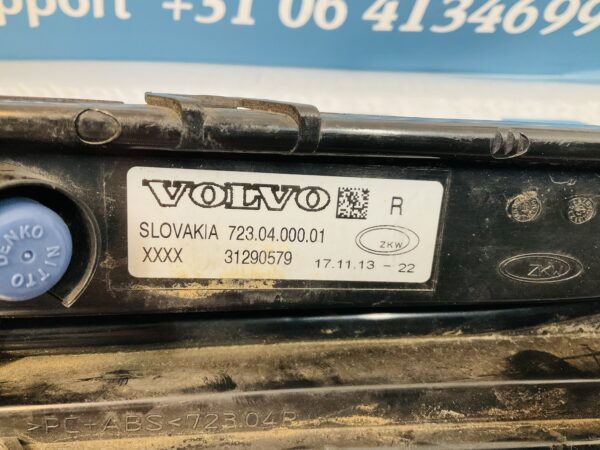 pport +31 06 4134699
VOLVO R
SLOVAKIA 723.04.000.01
ZKW
XXXX 31290579 17.11.13 - 22
ZKW
NITTO DENKO
>PC+ABS< 723.04R